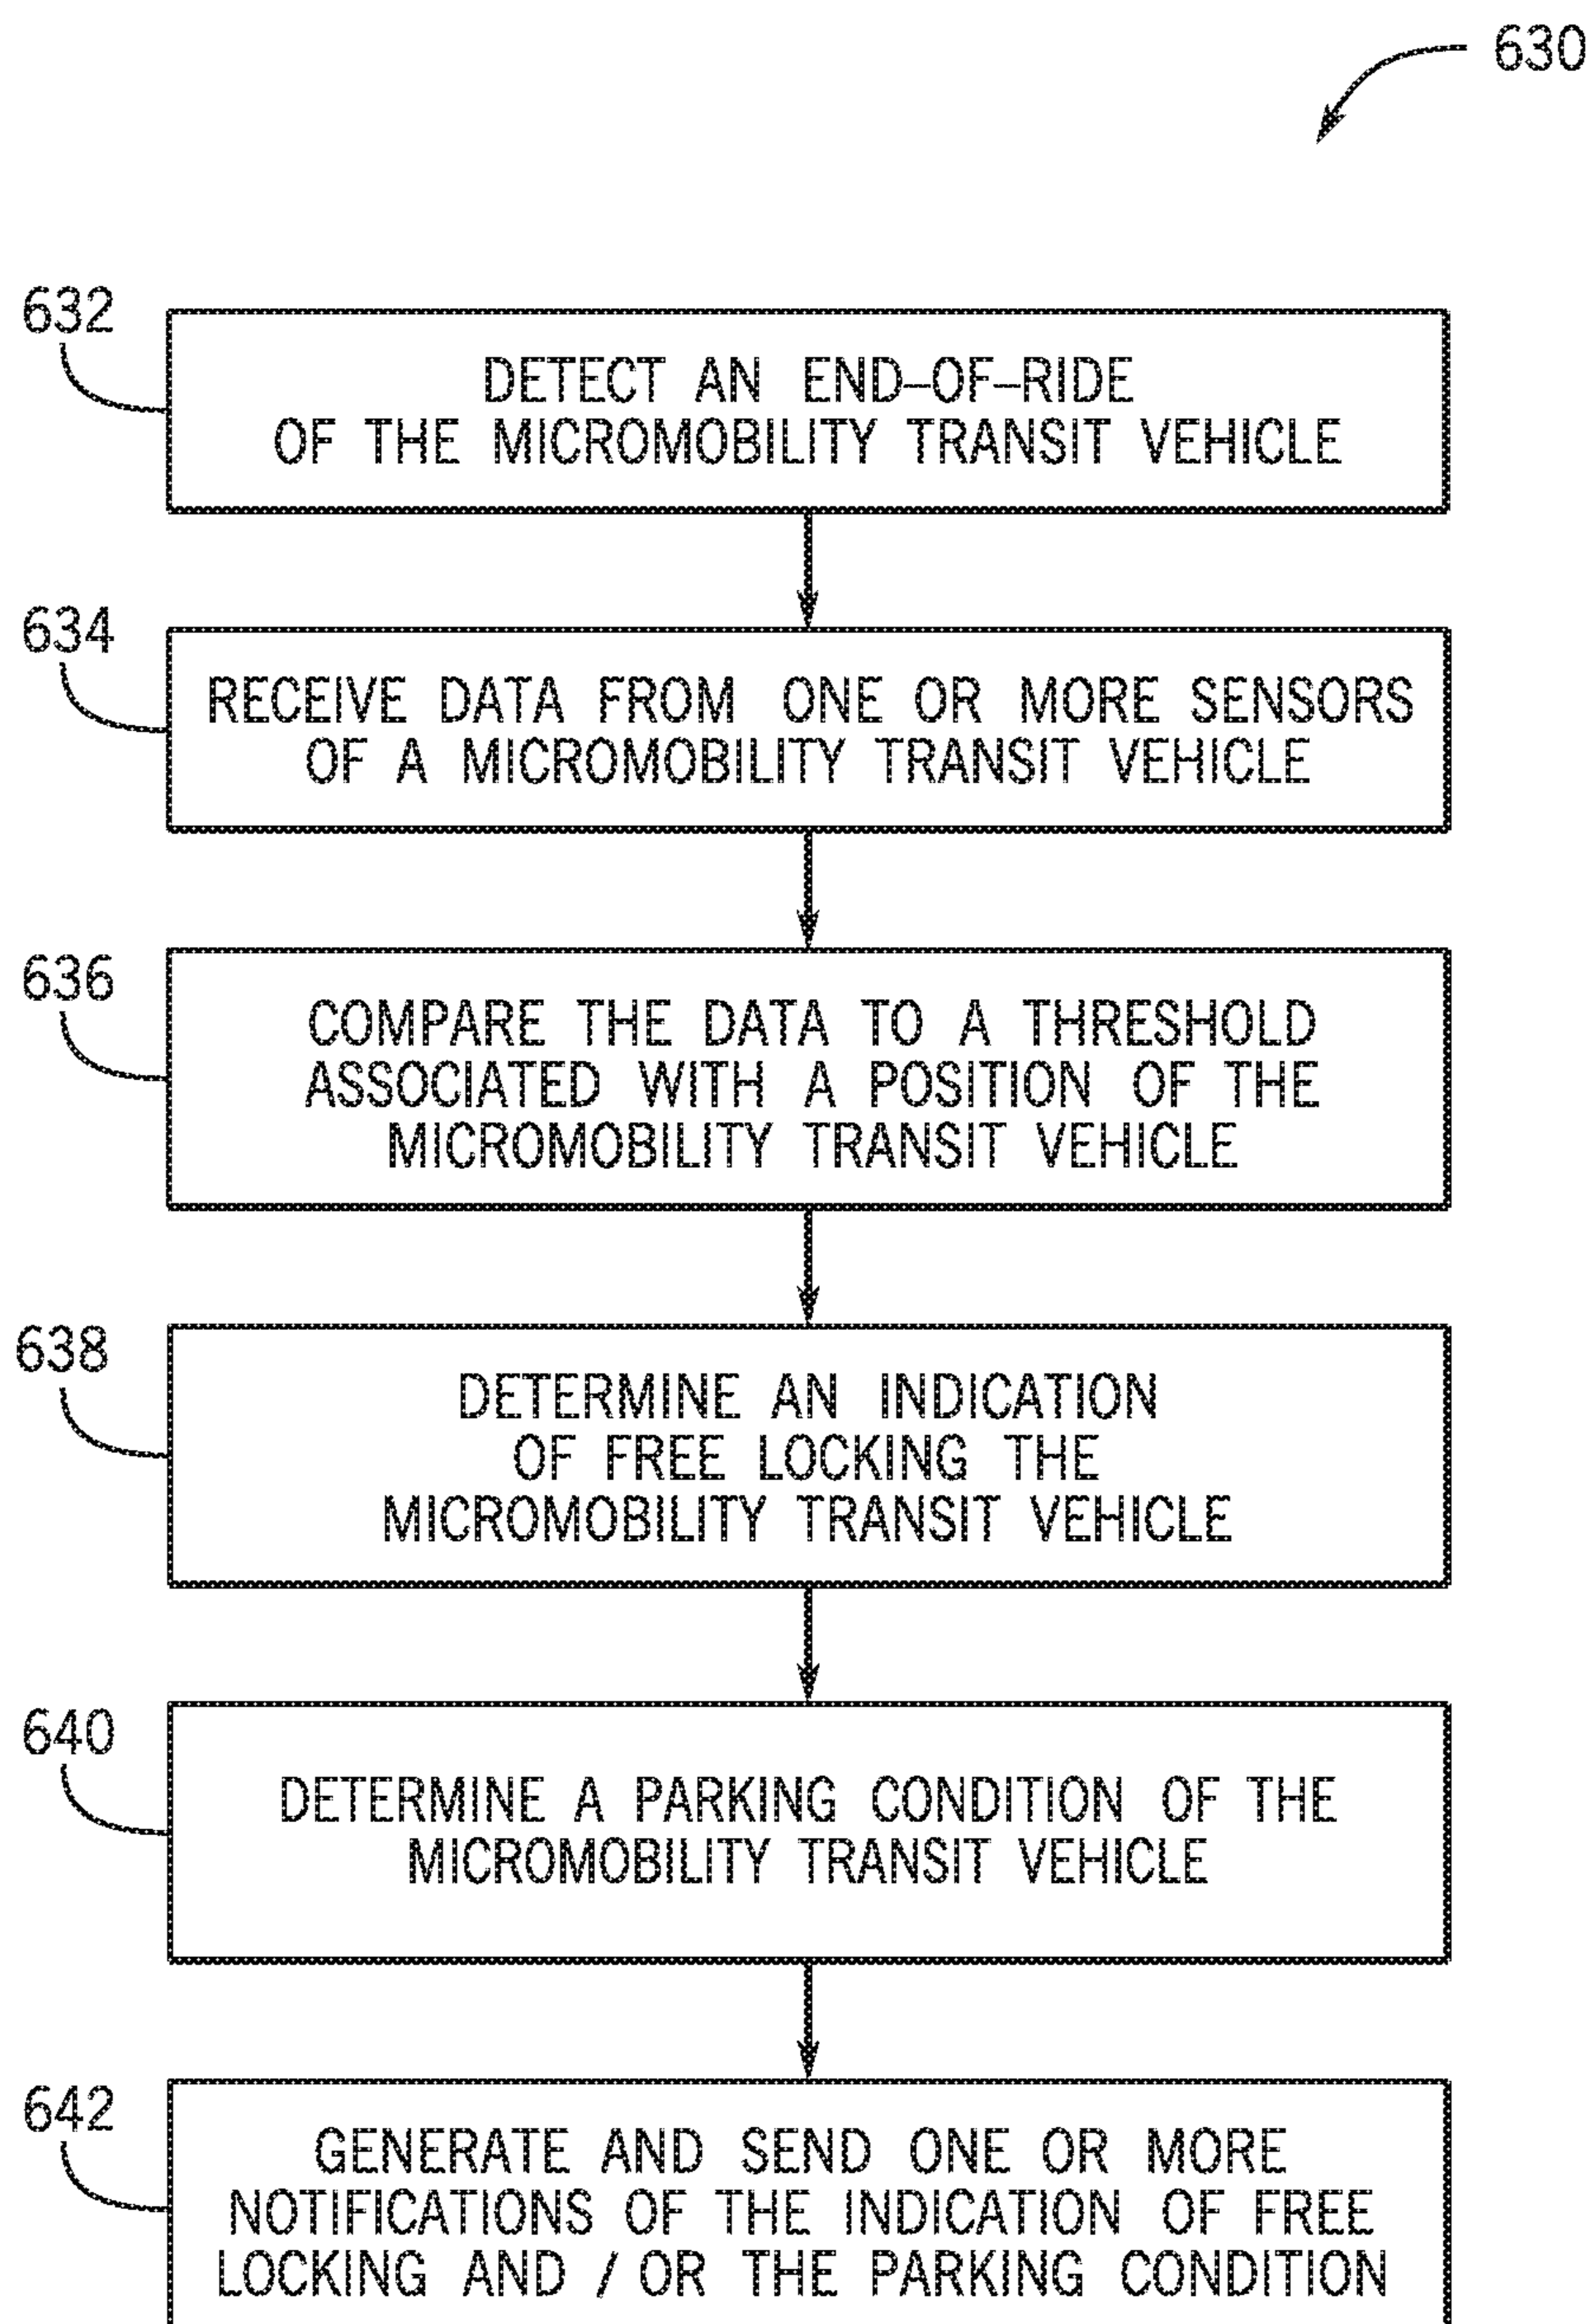 630
632
DETECT AN END–OF–RIDE
OF THE MICROMOBILITY TRANSIT VEHICLE
634
RECEIVE DATA FROM ONE OR MORE SENSORS
OF A MICROMOBILITY TRANSIT VEHICLE
636
COMPARE THE DATA TO A THRESHOLD
ASSOCIATED WITH A POSITION OF THE
MICROMOBILITY TRANSIT VEHICLE
638
DETERMINE AN INDICATION
OF FREE LOCKING THE
MICROMOBILITY TRANSIT VEHICLE
640
DETERMINE A PARKING CONDITION OF THE
MICROMOBILITY TRANSIT VEHICLE
642
GENERATE AND SEND ONE OR MORE
NOTIFICATIONS OF THE INDICATION OF FREE
LOCKING AND / OR THE PARKING CONDITION